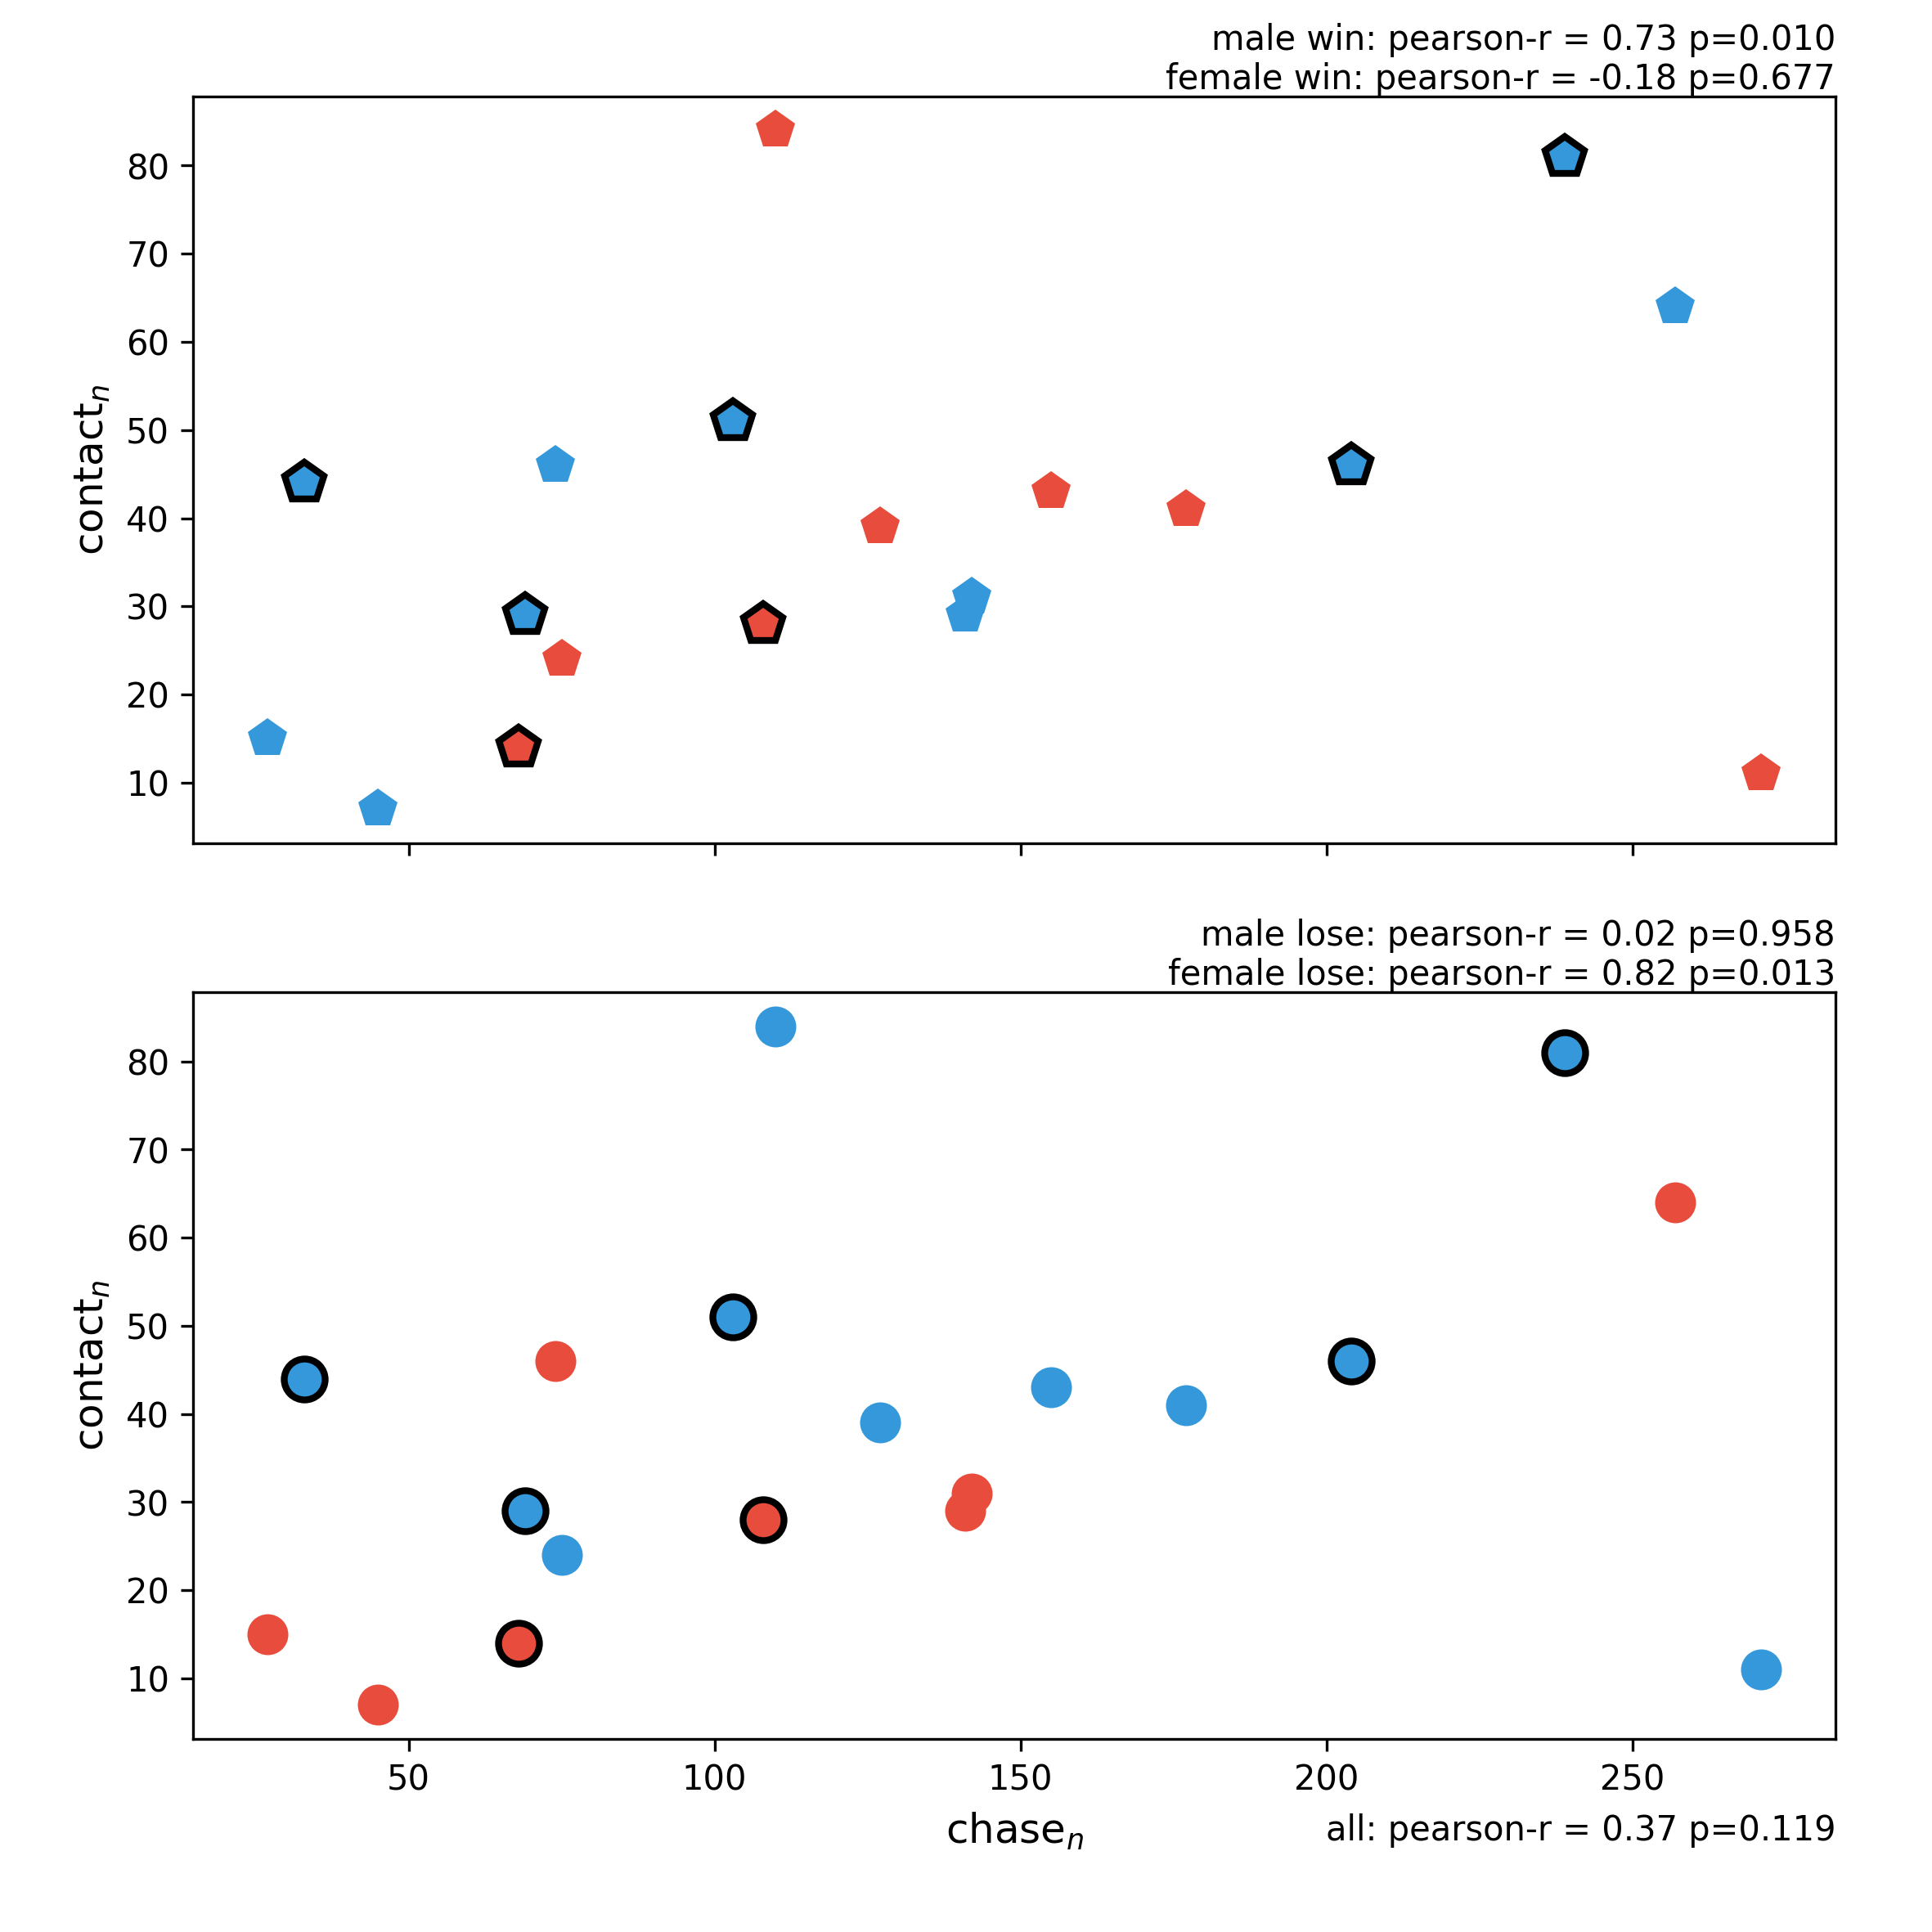 male win: pearson-r = 0.73 p=0.010
female win: pearson-r = -0.18 p=0.677
80
70
60
50
40
30
20
10
contactₙ
male lose: pearson-r = 0.02 p=0.958
female lose: pearson-r = 0.82 p=0.013
80
70
60
50
40
30
20
10
contactₙ
50 100 150 200 250
chaseₙ
all: pearson-r = 0.37 p=0.119